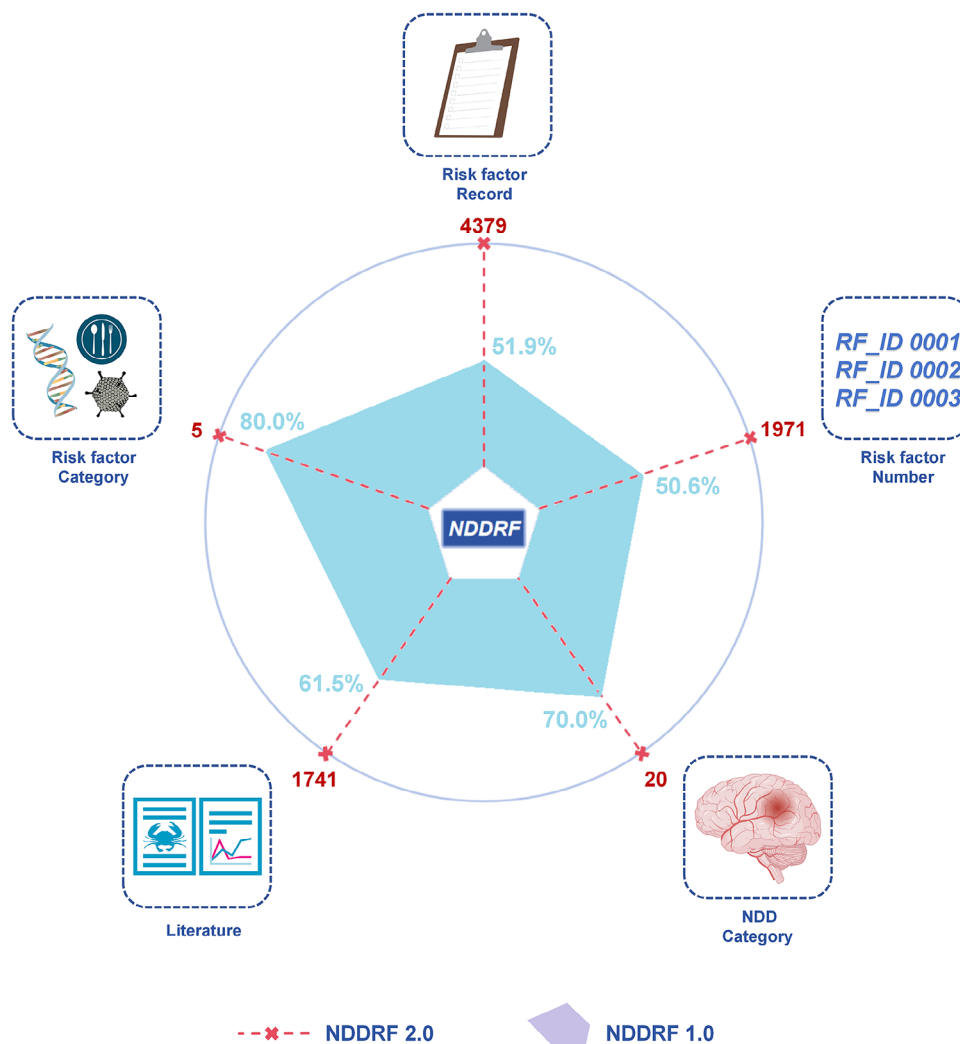 Risk factor
Record
4379
51.9%
RF_ID 0001
RF_ID 0002
RF_ID 0003
1971
Risk factor
Number
50.6%
80.0%
5
Risk factor
Category
NDDRF
61.5%
1741
70.0%
20
Literature
NDD
Category
NDDRF 2.0
NDDRF 1.0